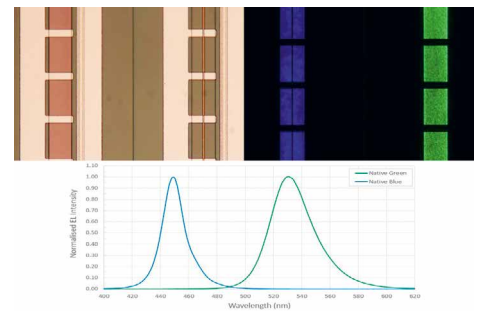 1.10
1.00
0.90
0.80
0.70
0.60
0.50
0.40
0.30
0.20
0.10
0.00
Normalised EL Intensity
Native Green
Native Blue
400 420 440 460 480 500 520 540 560 580 600 620
Wavelength (nm)